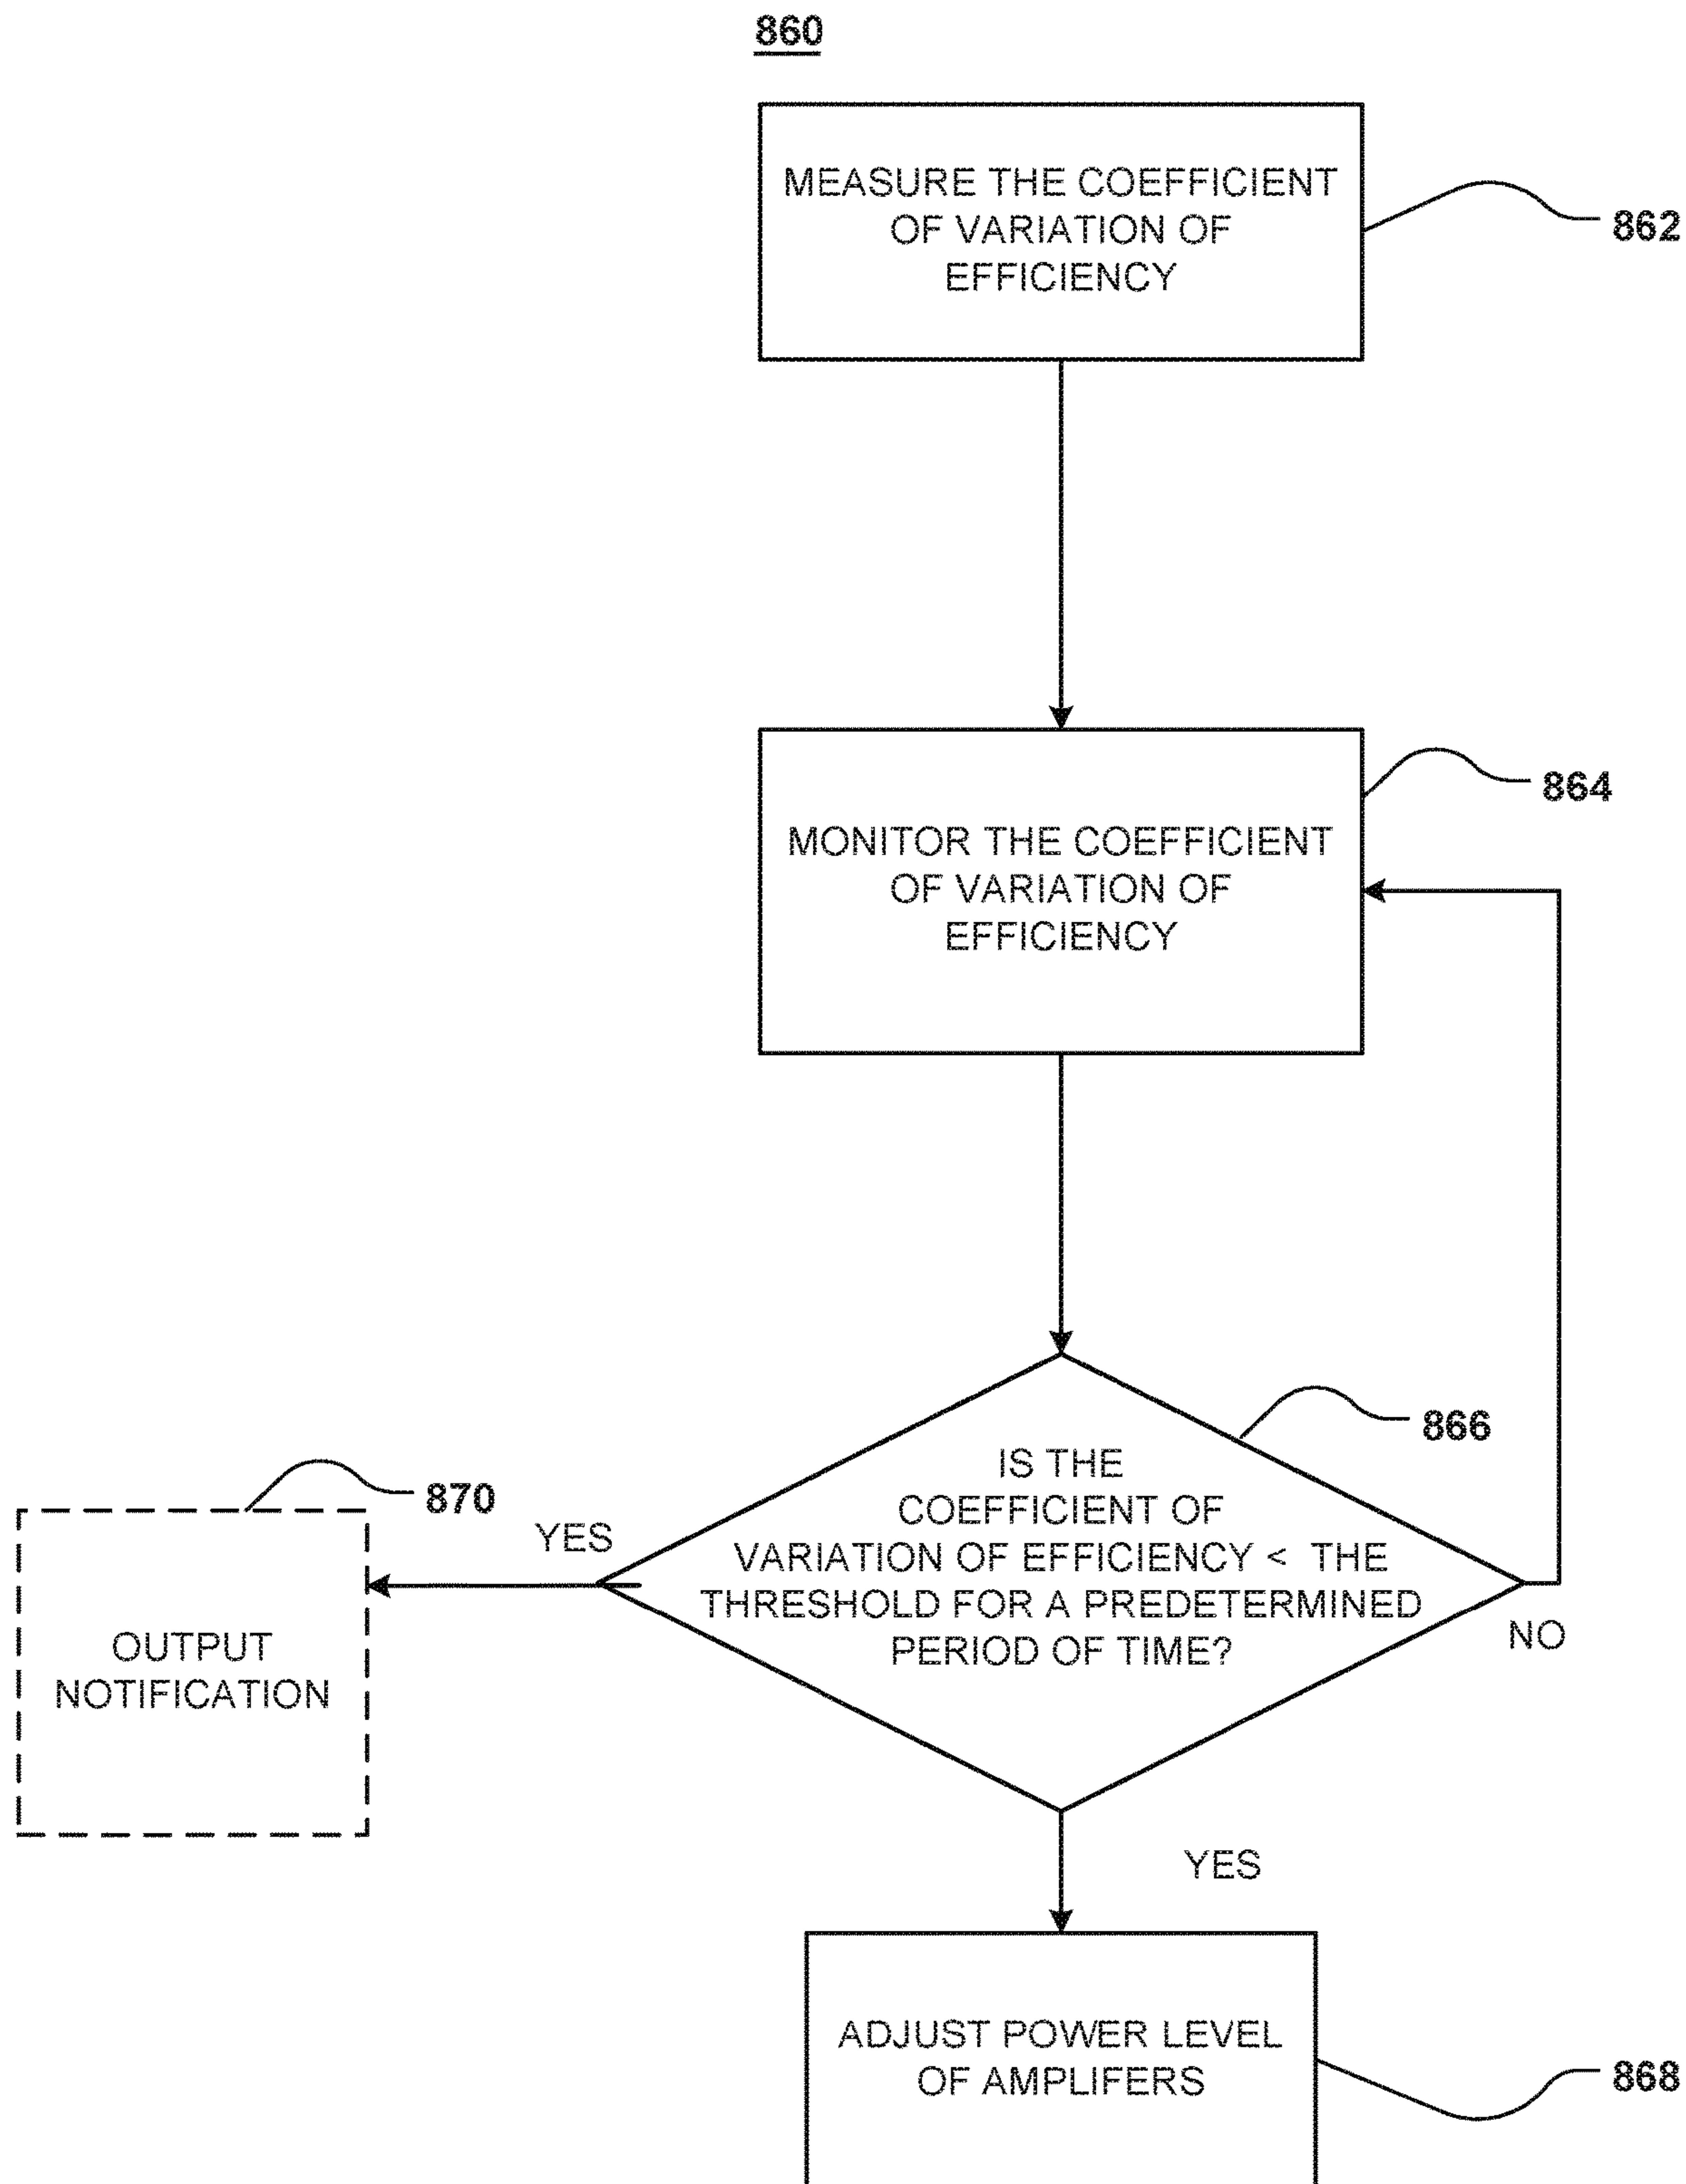 860
MEASURE THE COEFFICIENT
OF VARIATION OF
EFFICIENCY
862
864
MONITOR THE COEFFICIENT
OF VARIATION OF
EFFICIENCY
866
IS THE
COEFFICIENT OF
VARIATION OF EFFICIENCY < THE
THRESHOLD FOR A PREDETERMINED
PERIOD OF TIME?
870
YES
OUTPUT
NOTIFICATION
NO
YES
ADJUST POWER LEVEL
OF AMPLIFERS
868